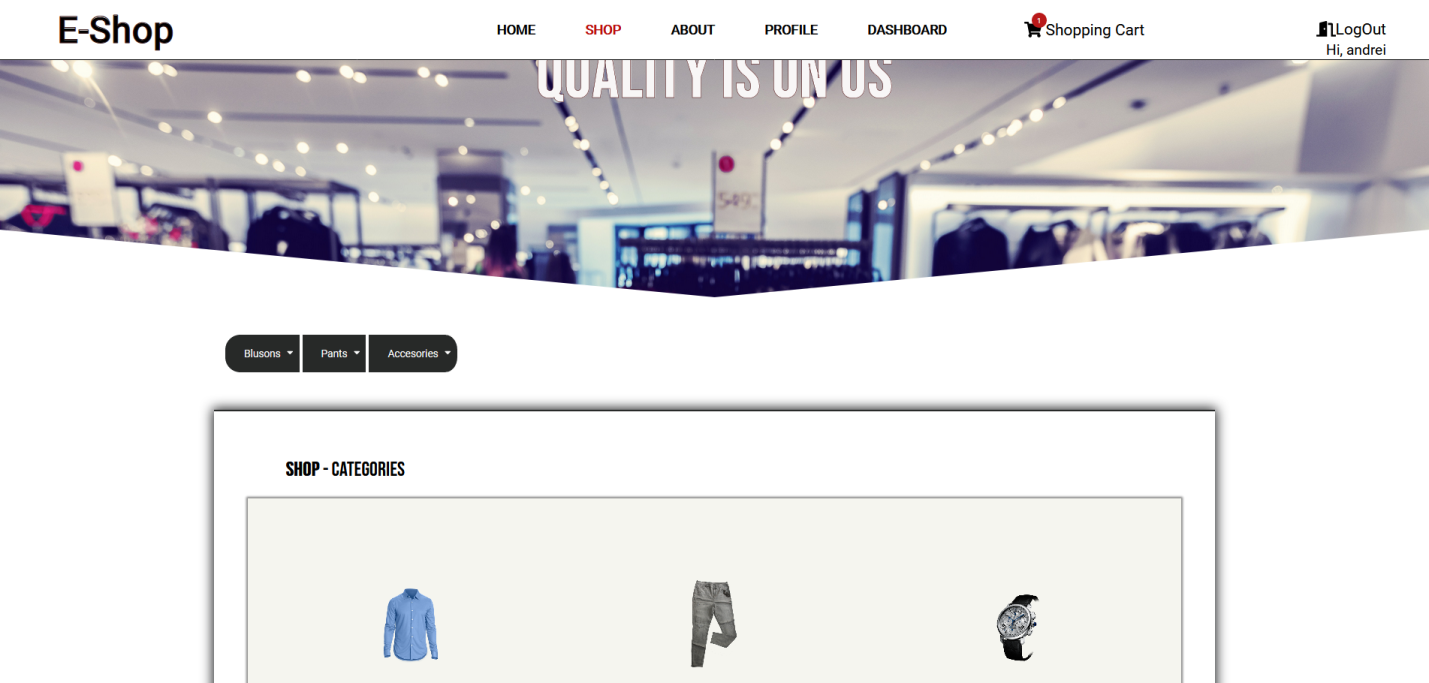 E-Shop
HOME SHOP ABOUT PROFILE DASHBOARD
1
Shopping Cart
LogOut
Hi, andrei
QUALITY IS ON US
Blusons Pants Accesories
SHOP - CATEGORIES